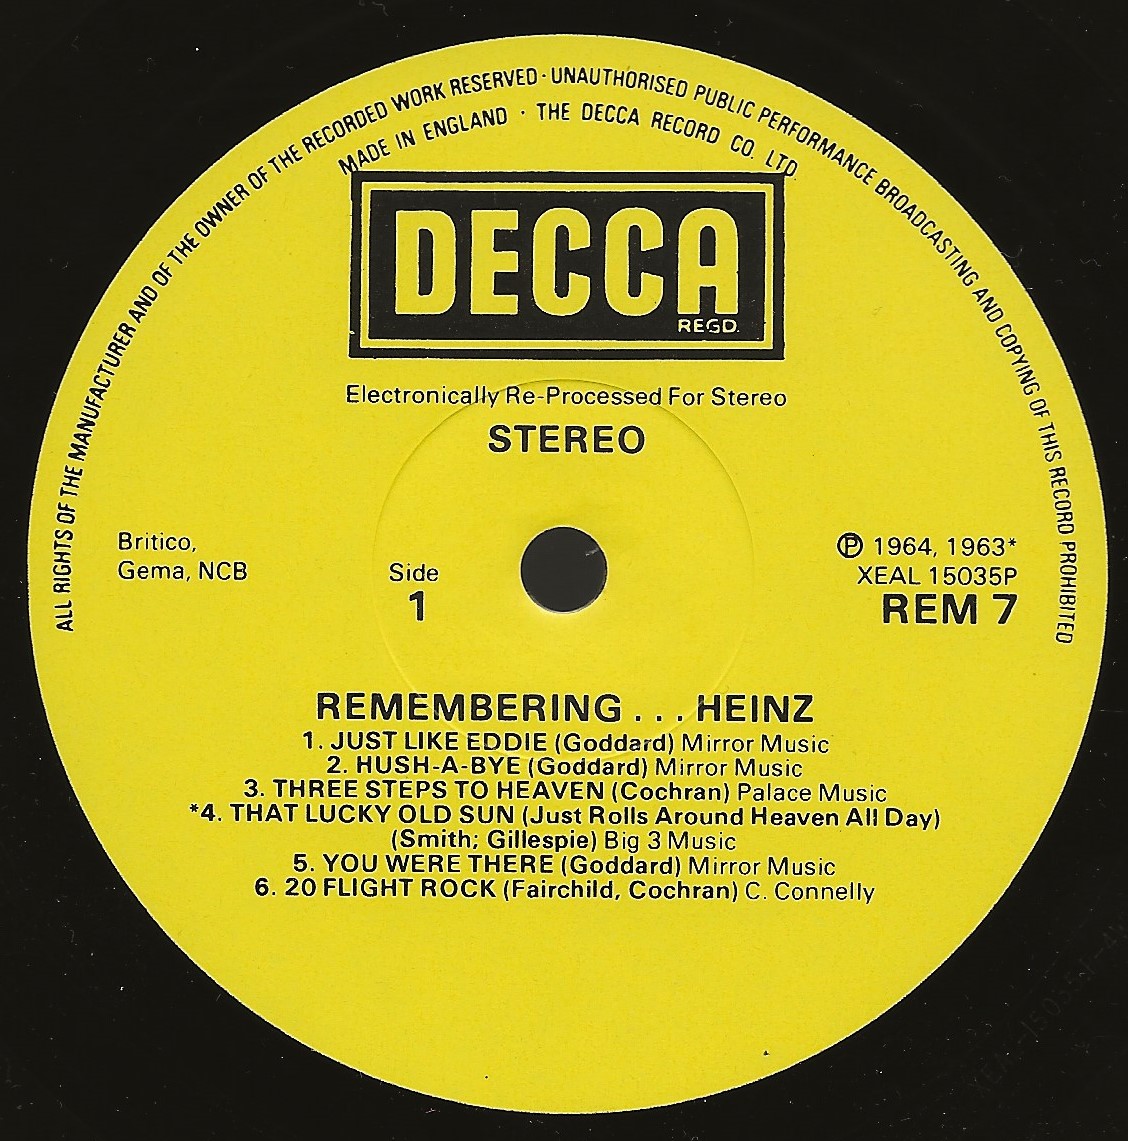 ALL RIGHTS OF THE MANUFACTURER AND OF THE OWNER OF THE RECORDED WORK RESERVED · UNAUTHORISED PUBLIC PERFORMANCE BROADCASTING AND COPYING OF THIS RECORD PROHIBITED
MADE IN ENGLAND · THE DECCA RECORD CO. LTD.
DECCA
REGD.
Electronically Re-Processed For Stereo
STEREO
Britico,
Gema, NCB
Side
1
℗ 1964, 1963*
XEAL 15035P
REM 7
REMEMBERING . . . HEINZ
1. JUST LIKE EDDIE (Goddard) Mirror Music
2. HUSH-A-BYE (Goddard) Mirror Music
3. THREE STEPS TO HEAVEN (Cochran) Palace Music
*4. THAT LUCKY OLD SUN (Just Rolls Around Heaven All Day)
(Smith; Gillespie) Big 3 Music
5. YOU WERE THERE (Goddard) Mirror Music
6. 20 FLIGHT ROCK (Fairchild, Cochran) C. Connelly